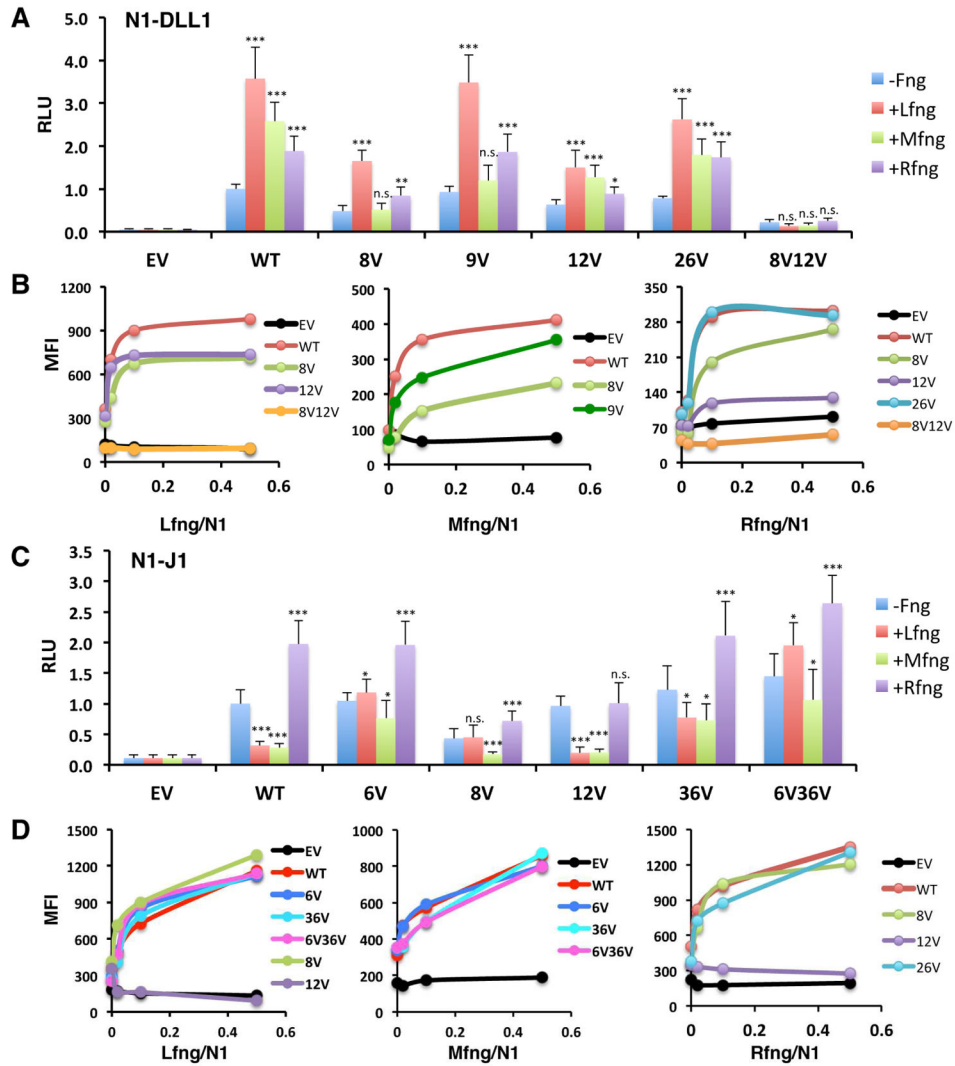 A N1-DLL1
5.0
4.0
3.0
2.0
1.0
0.0
RLU
*** *** ***
*** n.s. **
*** n.s. ***
*** *** *
*** *** ***
n.s. n.s. n.s.
EV WT 8V 9V 12V 26V 8V12V
-Fng
+Lfng
+Mfng
+Rfng
B
1200
900
600
300
0
MFI
0 0.2 0.4 0.6
Lfng/N1
EV
WT
8V
12V
8V12V
500
400
300
200
100
0
0 0.2 0.4 0.6
Mfng/N1
EV
WT
8V
9V
350
280
210
140
70
0
0 0.2 0.4 0.6
Rfng/N1
EV
WT
8V
12V
26V
8V12V
C N1-J1
3.5
3.0
2.5
2.0
1.5
1.0
0.5
0.0
RLU
*** *** ***
* * ***
n.s. *** ***
*** *** n.s.
* * ***
* * ***
EV WT 6V 8V 12V 36V 6V36V
-Fng
+Lfng
+Mfng
+Rfng
D
1500
1200
900
600
300
0
MFI
0 0.2 0.4 0.6
Lfng/N1
EV
WT
6V
36V
6V36V
8V
12V
1000
800
600
400
200
0
0 0.2 0.4 0.6
Mfng/N1
EV
WT
6V
36V
6V36V
1500
1200
900
600
300
0
0 0.2 0.4 0.6
Rfng/N1
EV
WT
8V
12V
26V